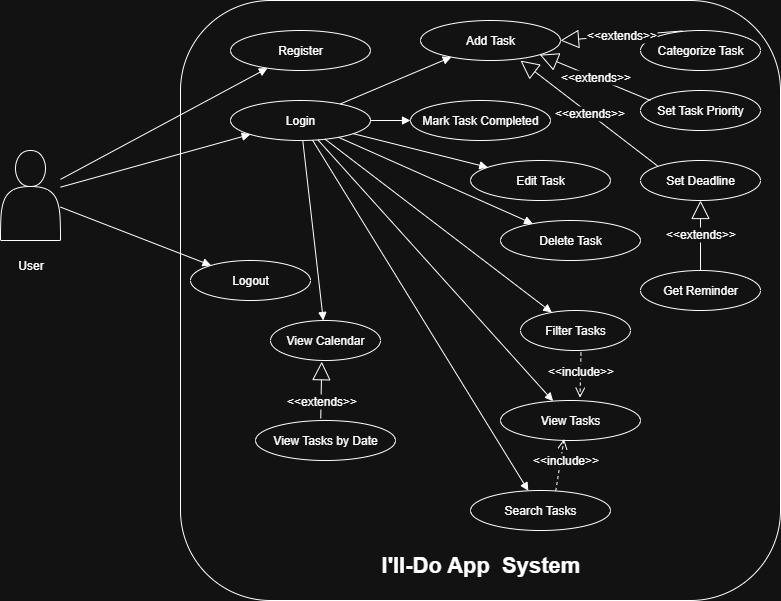 Add Task
<<extends>>
Register
Categorize Task
<<extends>>
Set Task Priority
<<extends>>
Login
Mark Task Completed
Edit Task
Set Deadline
<<extends>>
Delete Task
User
Logout
Get Reminder
Filter Tasks
View Calendar
<<include>>
<<extends>>
View Tasks
View Tasks by Date
<<include>>
Search Tasks
I'll-Do App System